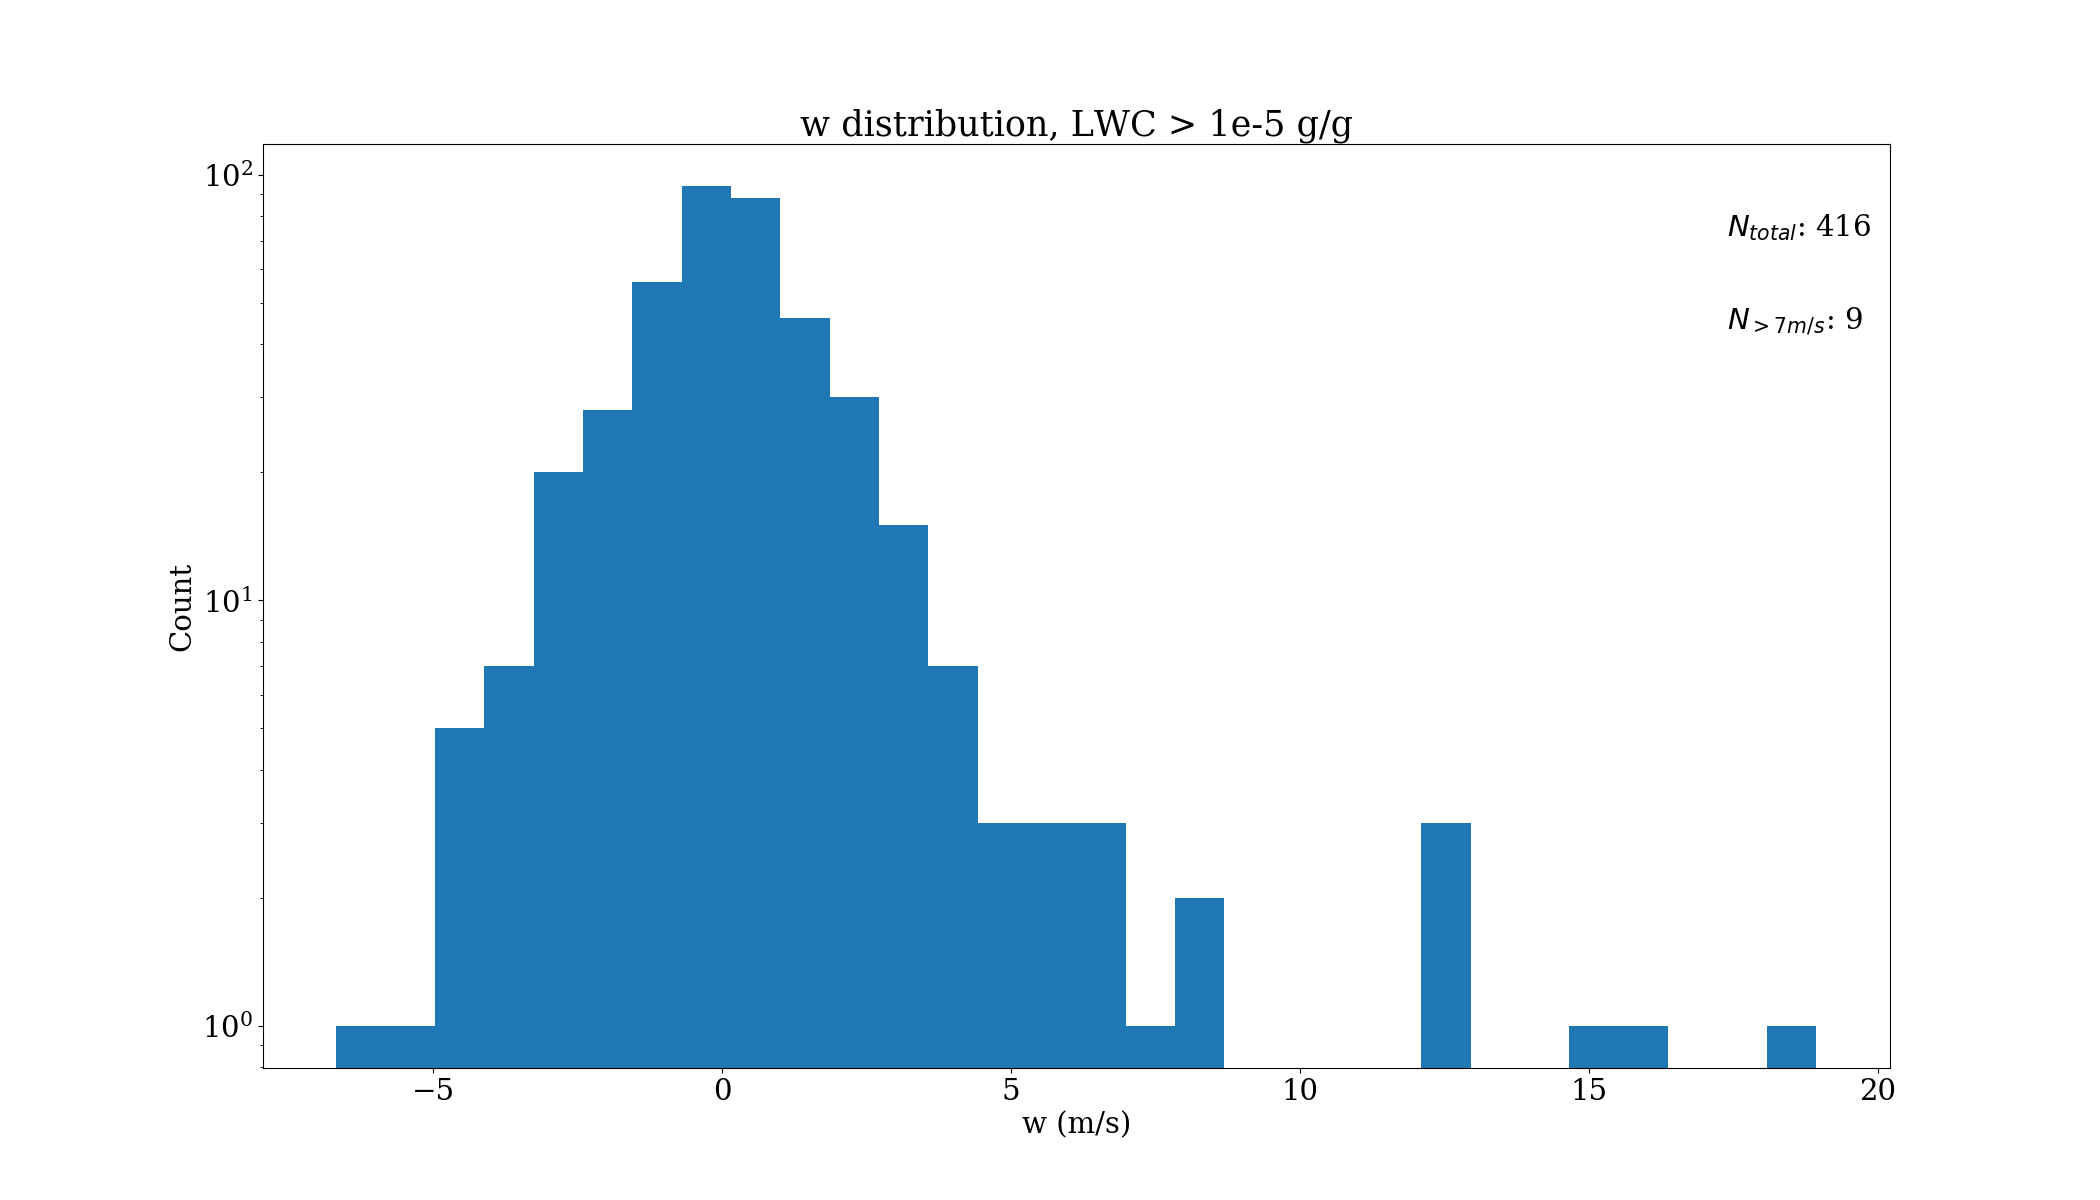 w distribution, LWC > 1e-5 g/g
10²
10¹
10⁰
Count
N_total: 416
N_>7m/s: 9
−5 0 5 10 15 20
w (m/s)